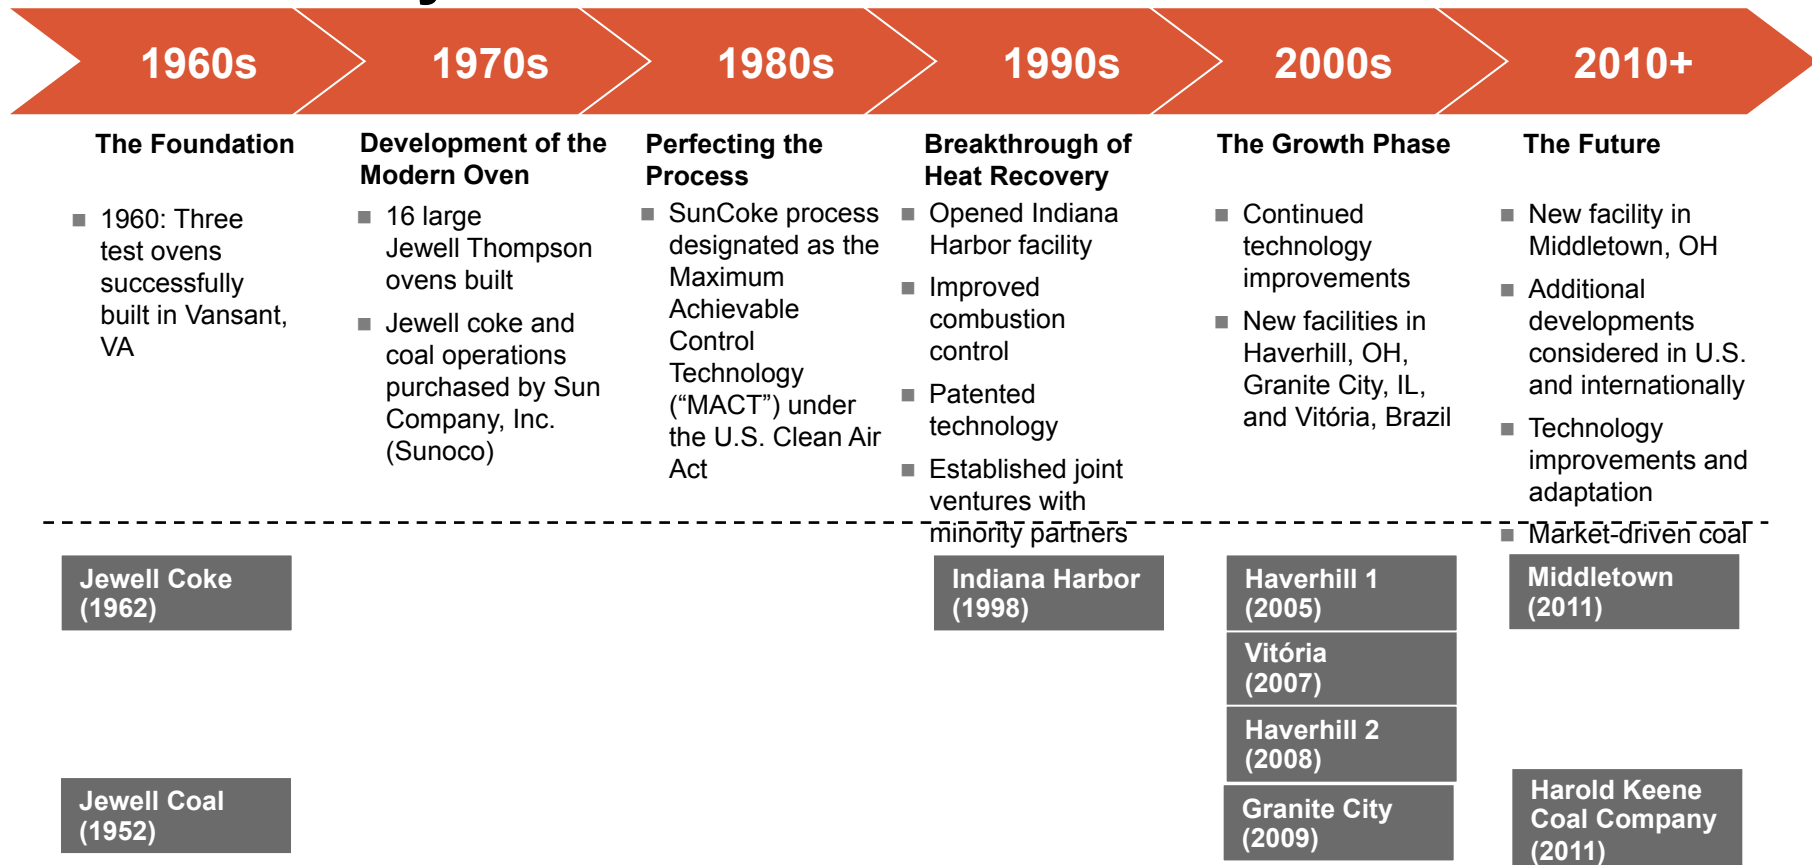 1960s
1970s
1980s
1990s
2000s
2010+
The Foundation
■ 1960: Three
test ovens
successfully
built in Vansant,
VA
Development of the
Modern Oven
■ 16 large
Jewell Thompson
ovens built
■ Jewell coke and
coal operations
purchased by Sun
Company, Inc.
(Sunoco)
Perfecting the
Process
■ SunCoke process
designated as the
Maximum
Achievable
Control
Technology
(“MACT”) under
the U.S. Clean Air
Act
Breakthrough of
Heat Recovery
■ Opened Indiana
Harbor facility
■ Improved
combustion
control
■ Patented
technology
■ Established joint
ventures with
minority partners
The Growth Phase
■ Continued
technology
improvements
■ New facilities in
Haverhill, OH,
Granite City, IL,
and Vitória, Brazil
The Future
■ New facility in
Middletown, OH
■ Additional
developments
considered in U.S.
and internationally
■ Technology
improvements and
adaptation
■ Market-driven coal
Jewell Coke
(1962)
Jewell Coal
(1952)
Indiana Harbor
(1998)
Haverhill 1
(2005)
Vitória
(2007)
Haverhill 2
(2008)
Granite City
(2009)
Middletown
(2011)
Harold Keene
Coal Company
(2011)